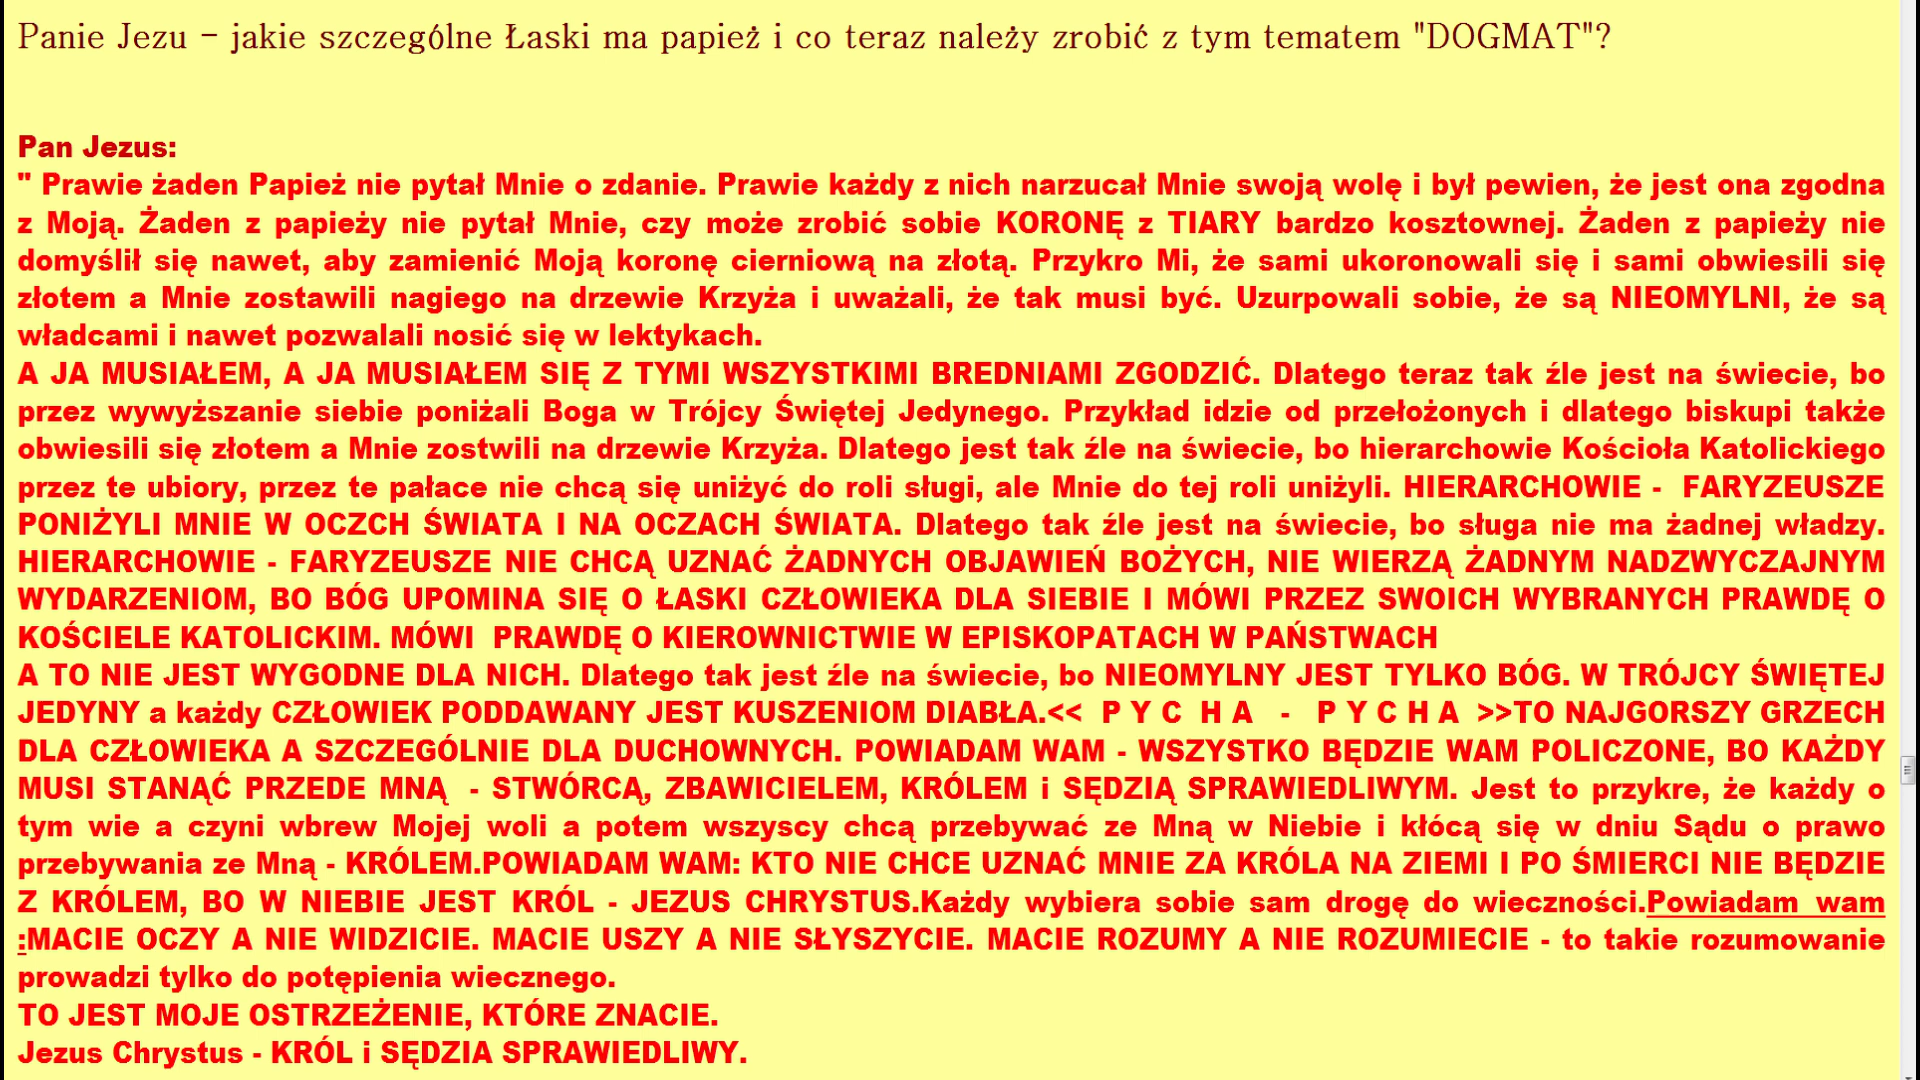 Panie Jezu – jakie szczególne Łaski ma papież i co teraz należy zrobić z tym tematem "DOGMAT"?
Pan Jezus:
" Prawie żaden Papież nie pytał Mnie o zdanie. Prawie każdy z nich narzucał Mnie swoją wolę i był pewien, że jest ona zgodna
z Moją. Żaden z papieży nie pytał Mnie, czy może zrobić sobie KORONĘ z TIARY bardzo kosztownej. Żaden z papieży nie
domyślił się nawet, aby zamienić Moją koronę cierniową na złotą. Przykro Mi, że sami ukoronowali się i sami obwiesili się
złotem a Mnie zostawili nagiego na drzewie Krzyża i uważali, że tak musi być. Uzurpowali sobie, że są NIEOMYLNI, że są
władcami i nawet pozwalali nosić się w lektykach.
A JA MUSIAŁEM, A JA MUSIAŁEM SIĘ Z TYMI WSZYSTKIMI BREDNIAMI ZGODZIĆ. Dlatego teraz tak źle jest na świecie, bo
przez wywyższanie siebie poniżali Boga w Trójcy Świętej Jedynego. Przykład idzie od przełożonych i dlatego biskupi także
obwiesili się złotem a Mnie zostwili na drzewie Krzyża. Dlatego jest tak źle na świecie, bo hierarchowie Kościoła Katolickiego
przez te ubiory, przez te pałace nie chcą się uniżyć do roli sługi, ale Mnie do tej roli uniżyli. HIERARCHOWIE - FARYZEUSZE
PONIŻYLI MNIE W OCZCH ŚWIATA I NA OCZACH ŚWIATA. Dlatego tak źle jest na świecie, bo sługa nie ma żadnej władzy.
HIERARCHOWIE - FARYZEUSZE NIE CHCĄ UZNAĆ ŻADNYCH OBJAWIEŃ BOŻYCH, NIE WIERZĄ ŻADNYM NADZWYCZAJNYM
WYDARZENIOM, BO BÓG UPOMINA SIĘ O ŁASKI CZŁOWIEKA DLA SIEBIE I MÓWI PRZEZ SWOICH WYBRANYCH PRAWDĘ O
KOŚCIELE KATOLICKIM. MÓWI PRAWDĘ O KIEROWNICTWIE W EPISKOPATACH W PAŃSTWACH
A TO NIE JEST WYGODNE DLA NICH. Dlatego tak jest źle na świecie, bo NIEOMYLNY JEST TYLKO BÓG. W TRÓJCY ŚWIĘTEJ
JEDYNY a każdy CZŁOWIEK PODDAWANY JEST KUSZENIOM DIABŁA.<< P Y C H A - P Y C H A >>TO NAJGORSZY GRZECH
DLA CZŁOWIEKA A SZCZEGÓLNIE DLA DUCHOWNYCH. POWIADAM WAM - WSZYSTKO BĘDZIE WAM POLICZONE, BO KAŻDY
MUSI STANĄĆ PRZEDE MNĄ - STWÓRCĄ, ZBAWICIELEM, KRÓLEM i SĘDZIĄ SPRAWIEDLIWYM. Jest to przykre, że każdy o
tym wie a czyni wbrew Mojej woli a potem wszyscy chcą przebywać ze Mną w Niebie i kłócą się w dniu Sądu o prawo
przebywania ze Mną - KRÓLEM.POWIADAM WAM: KTO NIE CHCE UZNAĆ MNIE ZA KRÓLA NA ZIEMI I PO ŚMIERCI NIE BĘDZIE
Z KRÓLEM, BO W NIEBIE JEST KRÓL - JEZUS CHRYSTUS.Każdy wybiera sobie sam drogę do wieczności.Powiadam wam
:MACIE OCZY A NIE WIDZICIE. MACIE USZY A NIE SŁYSZYCIE. MACIE ROZUMY A NIE ROZUMIECIE - to takie rozumowanie
prowadzi tylko do potępienia wiecznego.
TO JEST MOJE OSTRZEŻENIE, KTÓRE ZNACIE.
Jezus Chrystus - KRÓL i SĘDZIA SPRAWIEDLIWY.